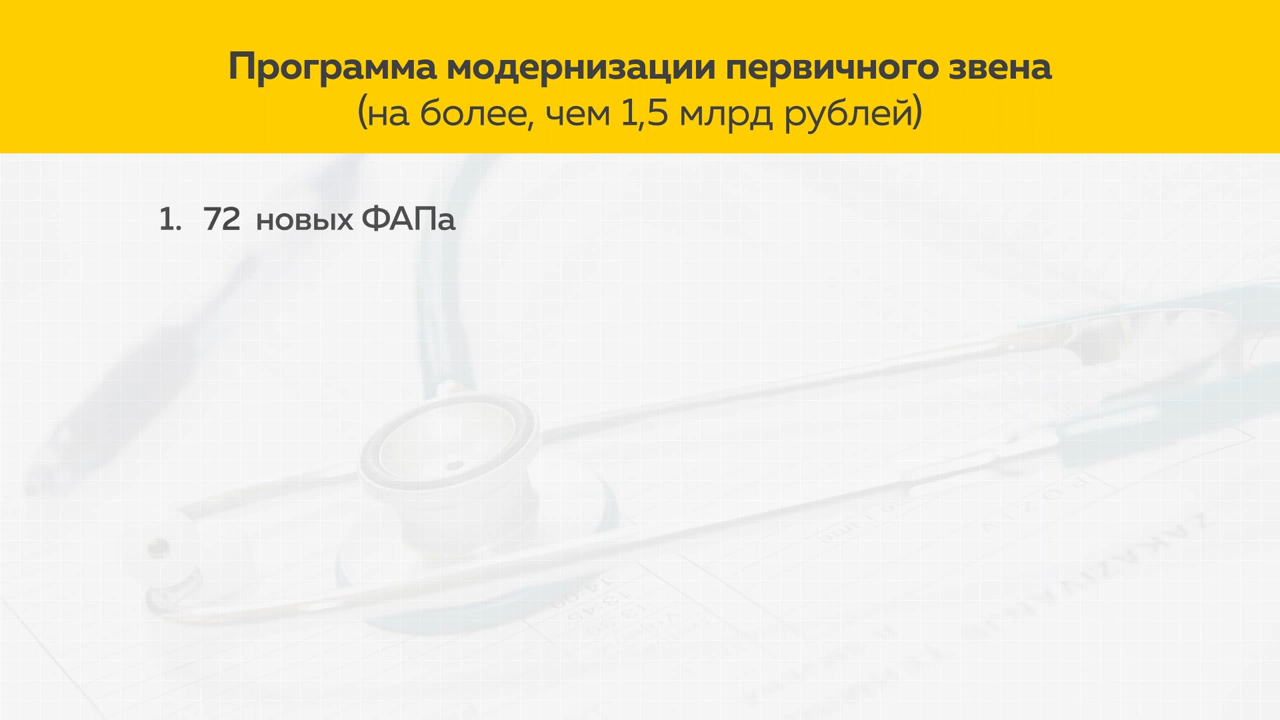 Программа модернизации первичного звена
(на более, чем 1,5 млрд рублей)
1. 72 новых ФАПа